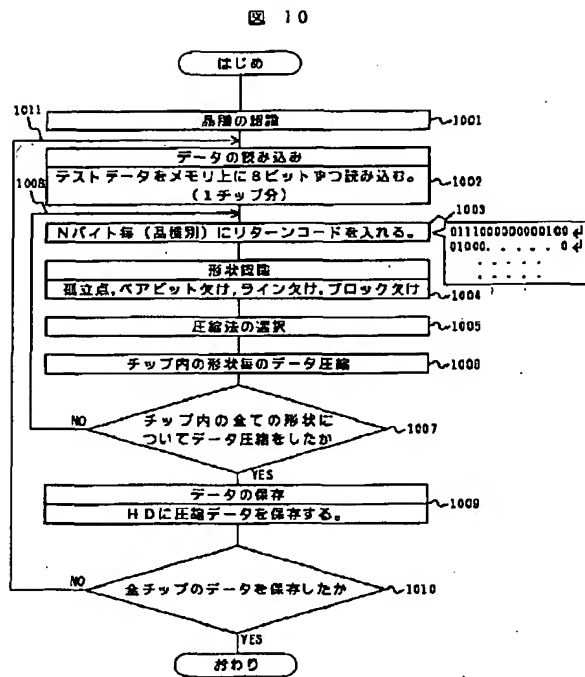 図 10
はじめ
1011
品種の認識
1001
データの読み込み
テストデータをメモリ上に8ビットずつ読み込む。
(1チップ分)
1002
1008
1003
Nバイト毎(品種別)にリターンコードを入れる。
0111000000000100↲
01000. . . . . 0↲
形状認識
孤立点,ペアビット欠け,ライン欠け,ブロック欠け
1004
圧縮法の選択
1005
チップ内の形状毎のデータ圧縮
1006
NO
チップ内の全ての形状に
ついてデータ圧縮をしたか
1007
YES
データの保存
HDに圧縮データを保存する。
1009
NO
全チップのデータを保存したか
1010
YES
おわり